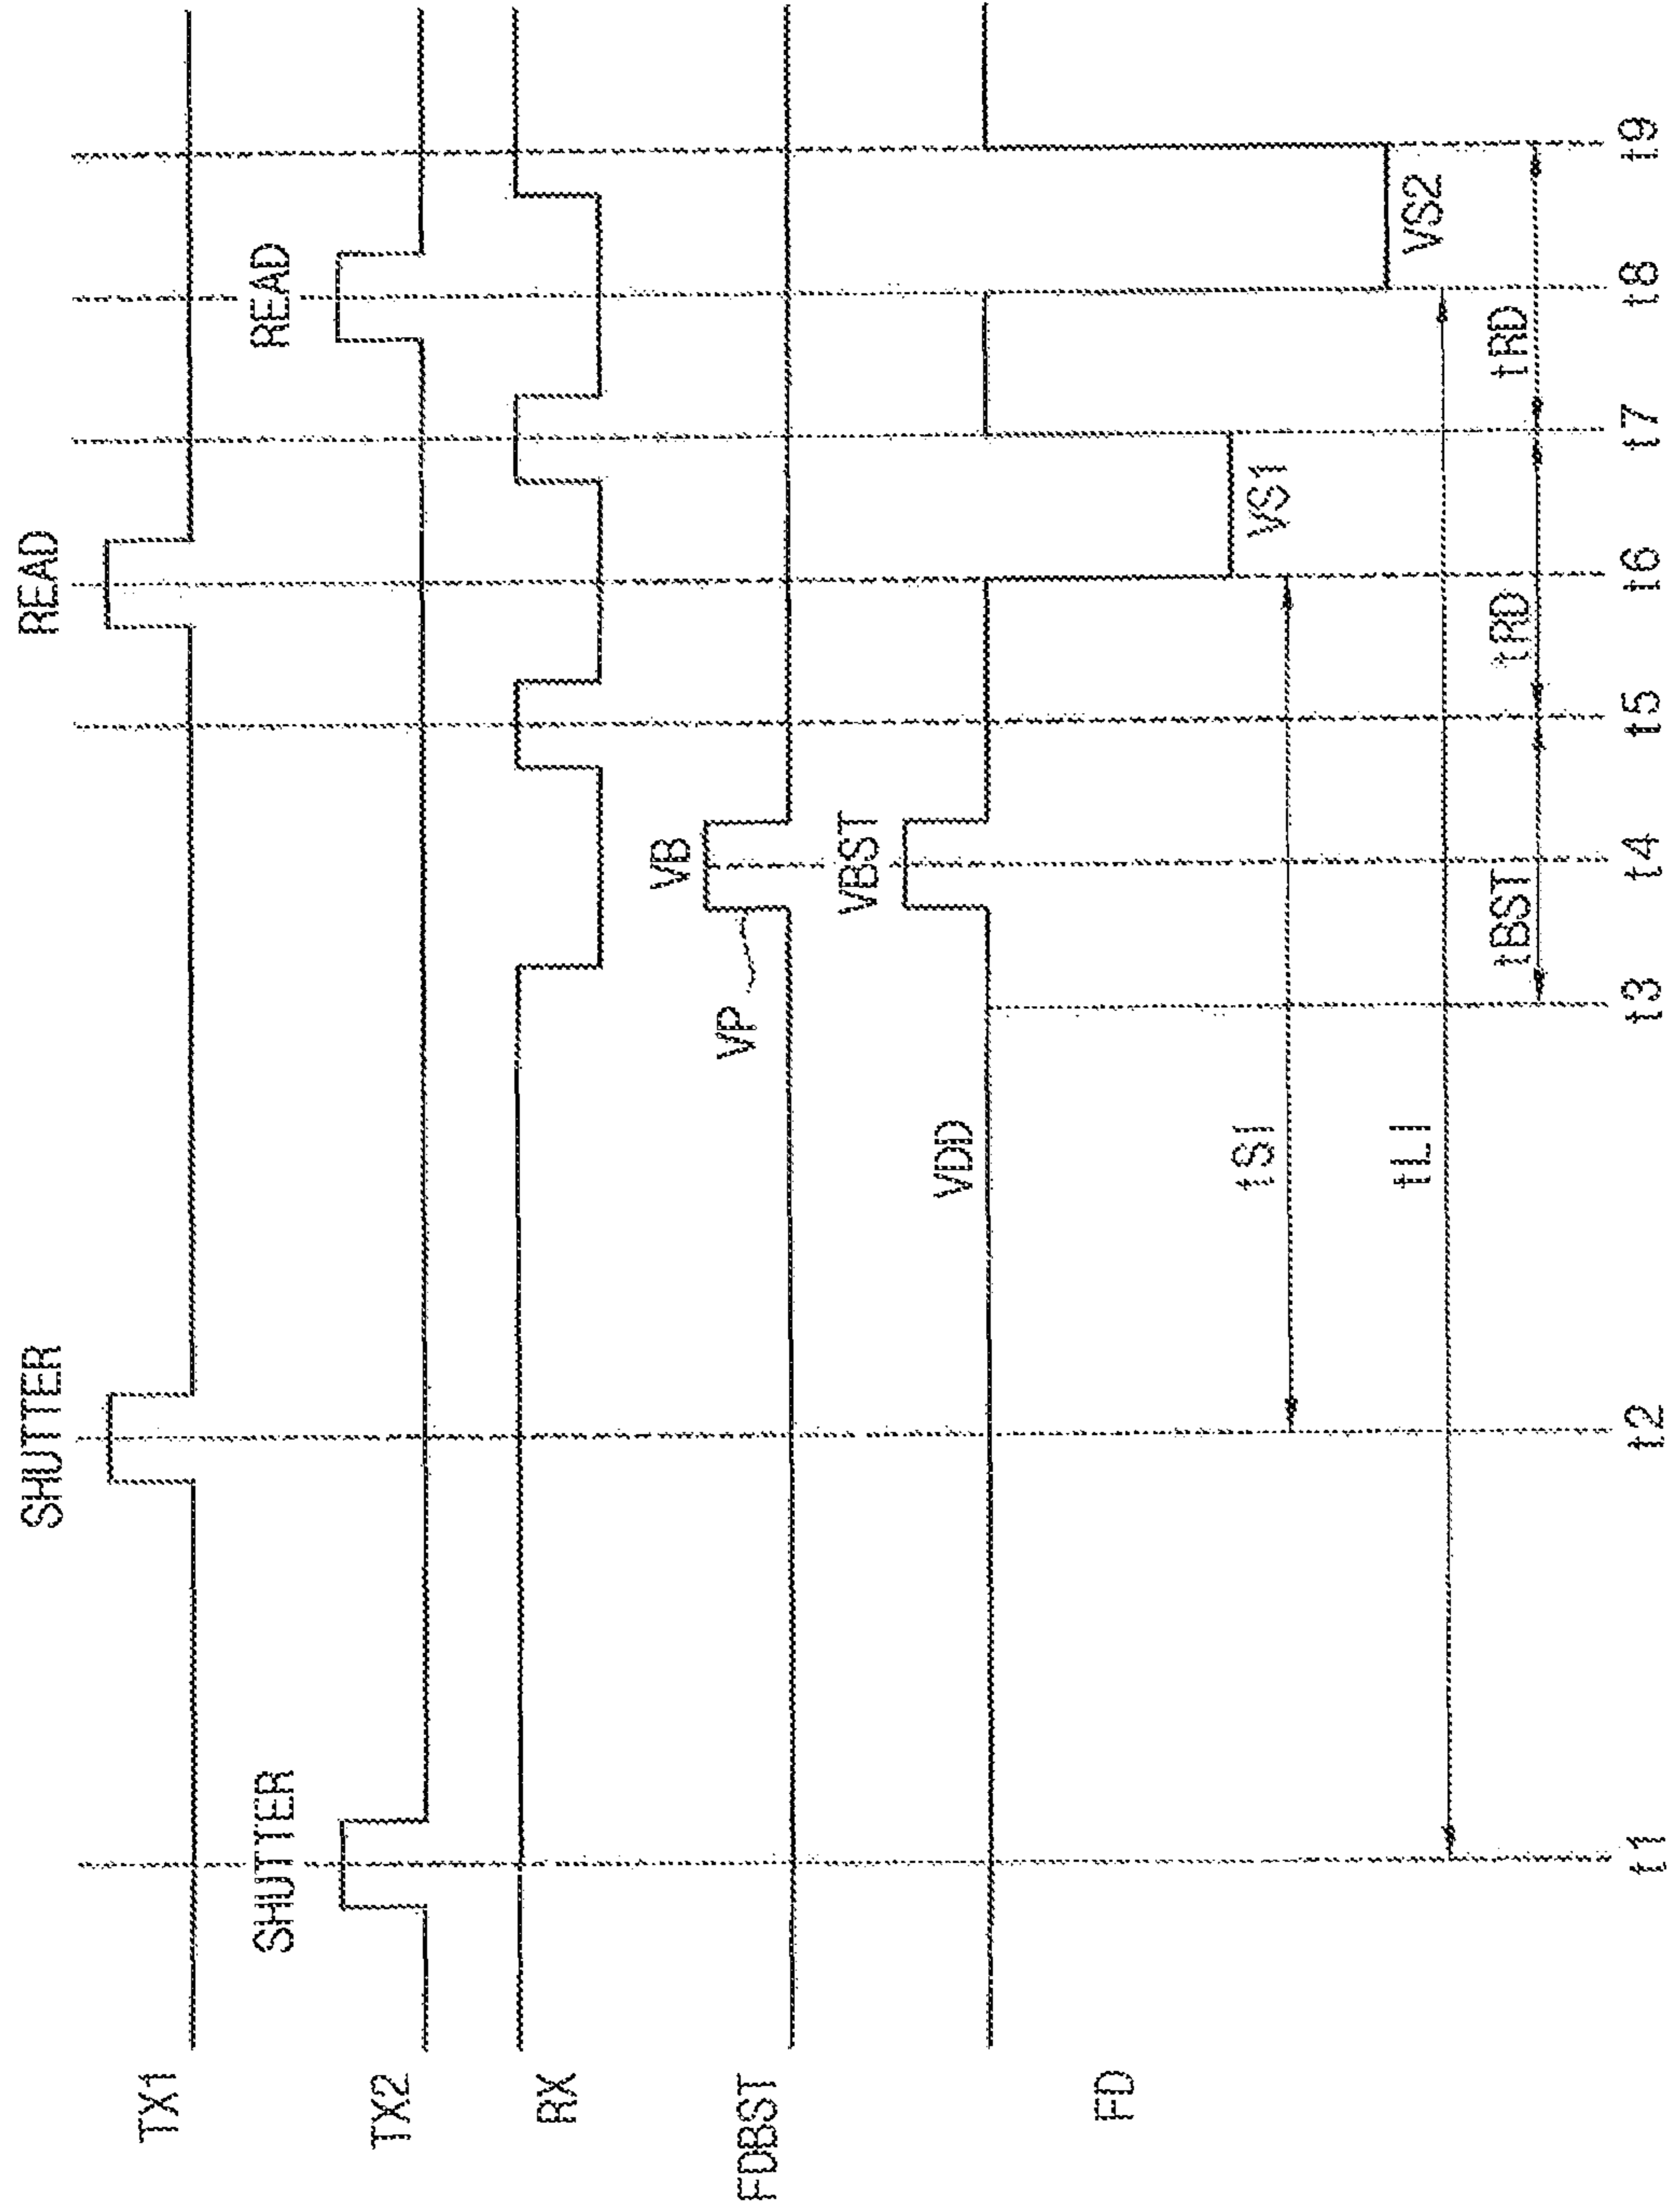 SHUTTER READ
TX1
SHUTTER READ
TX2
RX
VB
VP
FDBST
VBST
VDD
FD
VS1
tSI
VS2
tLI
tBST tRD tRD
t1 t2 t3 t4 t5 t6 t7 t8 t9